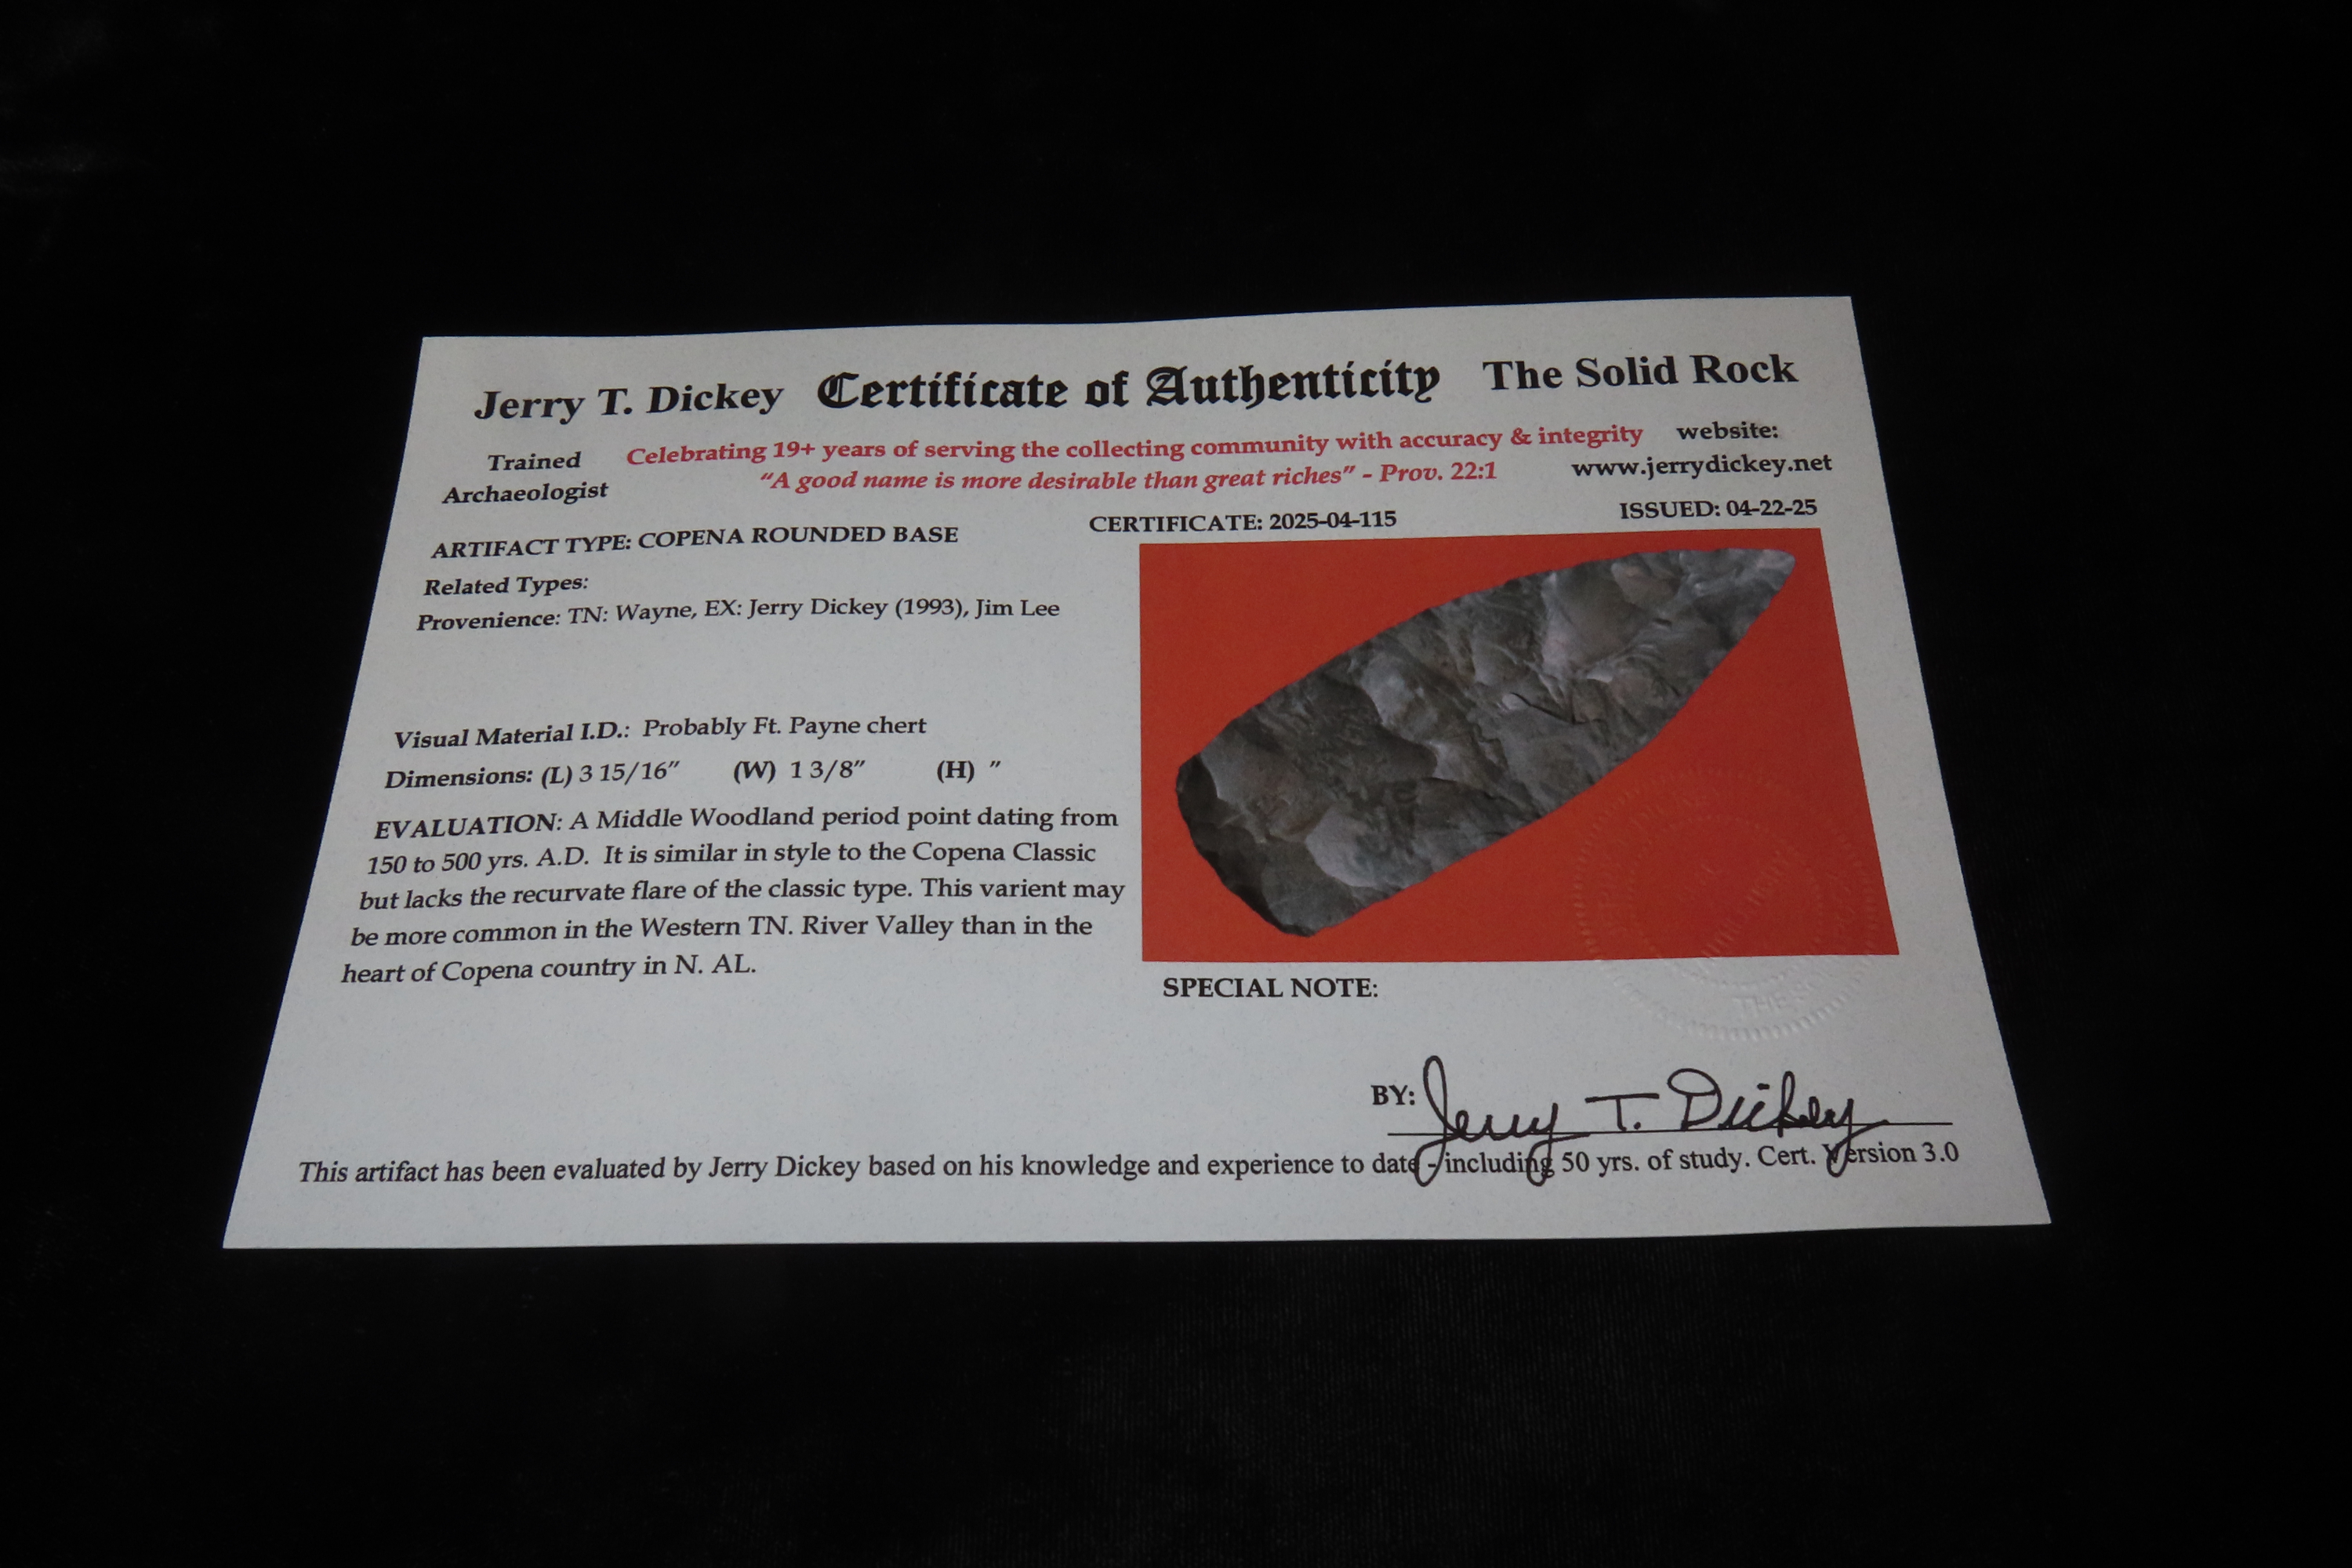 Jerry T. Dickey Certificate of Authenticity The Solid Rock
Trained Archaeologist
Celebrating 19+ years of serving the collecting community with accuracy & integrity
"A good name is more desirable than great riches" - Prov. 22:1
website:
www.jerrydickey.net
ARTIFACT TYPE: COPENA ROUNDED BASE
CERTIFICATE: 2025-04-115
ISSUED: 04-22-25
Related Types:
Provenience: TN: Wayne, EX: Jerry Dickey (1993), Jim Lee
Visual Material I.D.: Probably Ft. Payne chert
Dimensions: (L) 3 15/16" (W) 1 3/8" (H) "
EVALUATION: A Middle Woodland period point dating from
150 to 500 yrs. A.D. It is similar in style to the Copena Classic
but lacks the recurvate flare of the classic type. This varient may
be more common in the Western TN. River Valley than in the
heart of Copena country in N. AL.
SPECIAL NOTE:
BY: Jerry T. Dickey
This artifact has been evaluated by Jerry Dickey based on his knowledge and experience to date - including 50 yrs. of study. Cert. Version 3.0